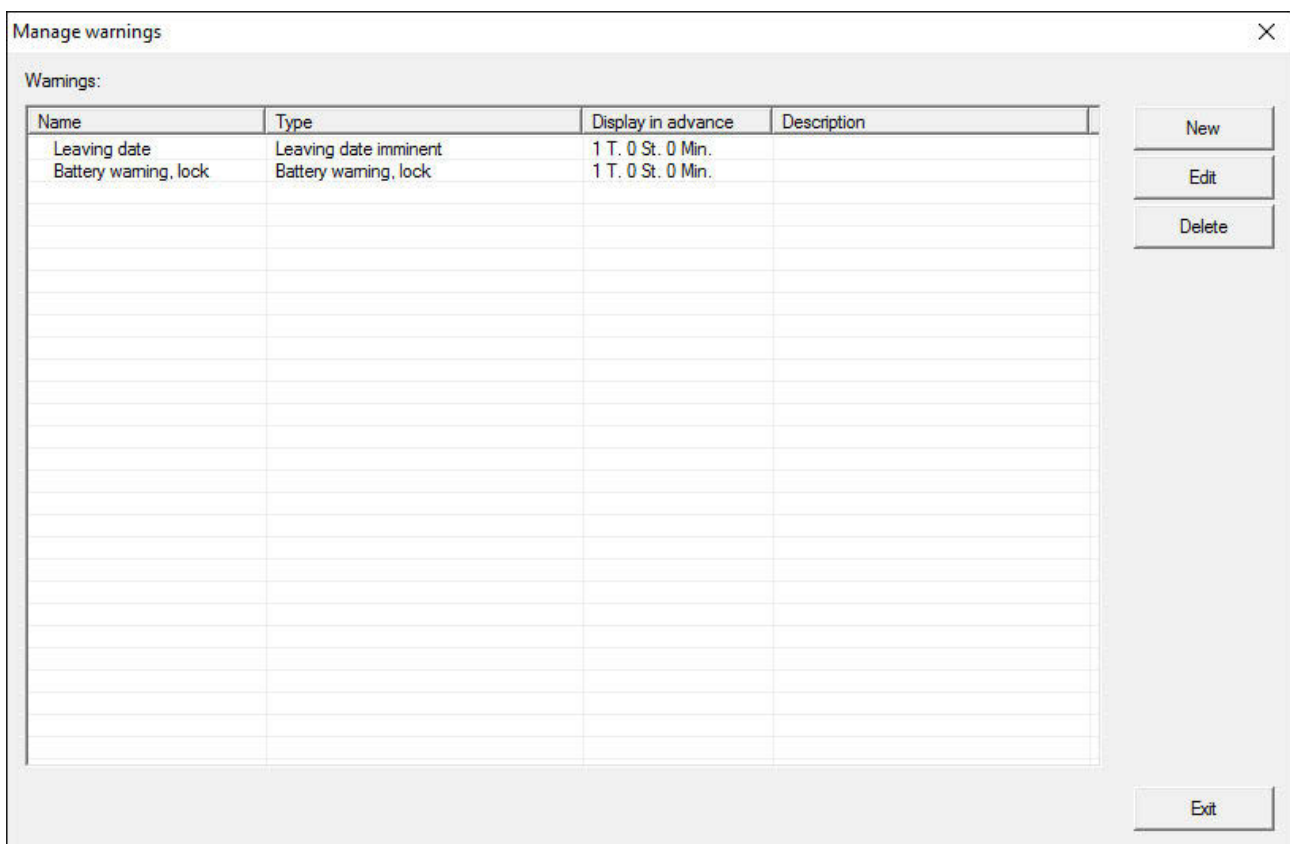 Manage warnings
Warnings:
Name Type Display in advance Description
Leaving date Leaving date imminent 1 T. 0 St. 0 Min.
Battery warning, lock Battery warning, lock 1 T. 0 St. 0 Min.
New
Edit
Delete
Exit